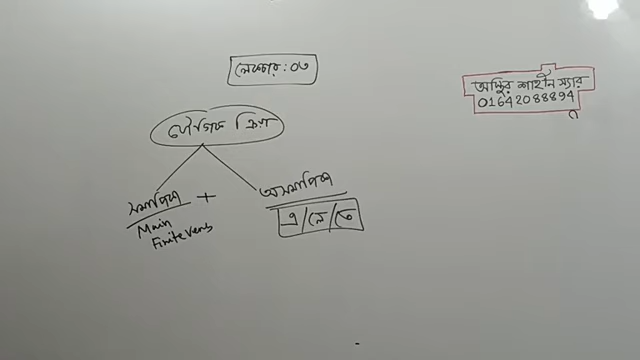 লেকচার: ০৩
শাহীন স্যার
01642088894
যৌগিক ক্রিয়া
সমাপিকা + অসমাপিকা
Main
Finite verb
এ/লে/তে